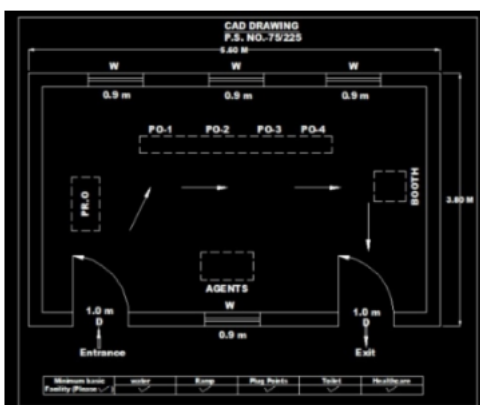 CAD DRAWING
P.S. NO.-75/225
5.60 M
W W W
0.9 m 0.9 m 0.9 m
PO-1 PO-2 PO-3 PO-4
PR.O
BOOTH
3.80 M
AGENTS
1.0 m W 1.0 m
D D
0.9 m
Entrance Exit
Minimum basic water Ramp Plug Points Toilet Healthcare
Facility (Please ✓) ✓ ✓ ✓ ✓ ✓